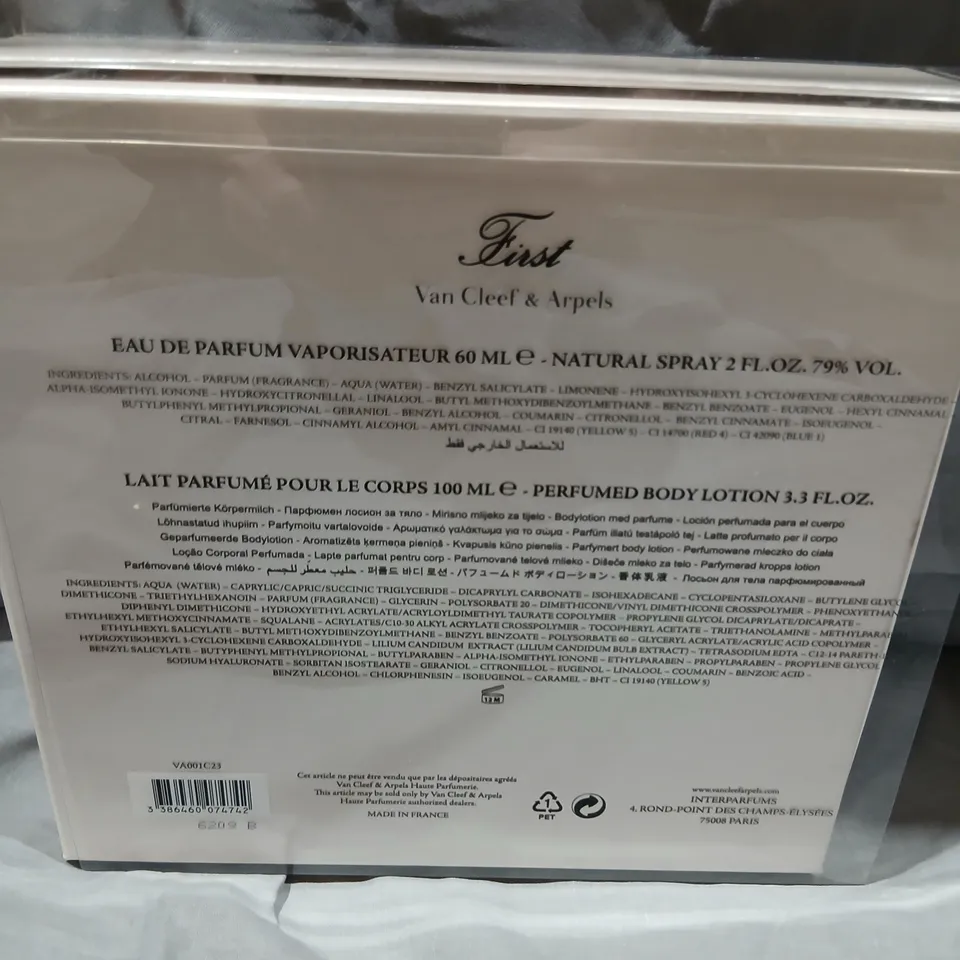 First
Van Cleef & Arpels
EAU DE PARFUM VAPORISATEUR 60 ML ℮ - NATURAL SPRAY 2 FL.OZ. 79% VOL.
INGREDIENTS: ALCOHOL – PARFUM (FRAGRANCE) – AQUA (WATER) – BENZYL SALICYLATE – LIMONENE – HYDROXYISOHEXYL 3-CYCLOHEXENE CARBOXALDEHYDE –
ALPHA ISOMETHYL IONONE – HYDROXYCITRONELLAL – LINALOOL – BUTYL METHOXYDIBENZOYLMETHANE – BENZYL BENZOATE – EUGENOL – HEXYL CINNAMAL
BUTYLPHENYL METHYLPROPIONAL – GERANIOL – BENZYL ALCOHOL – COUMARIN – CITRONELLOL – BENZYL CINNAMATE – ISOEUGENOL –
CITRAL – FARNESOL – CINNAMYL ALCOHOL – AMYL CINNAMAL – CI 19140 (YELLOW 5) – CI 14700 (RED 4) – CI 42090 (BLUE 1)
للاستعمال الخارجي فقط
LAIT PARFUMÉ POUR LE CORPS 100 ML ℮ - PERFUMED BODY LOTION 3.3 FL.OZ.
Parfümierte Körpermilch - Парфюмен лосион за тяло - Mirisno mlijeko za tijelo - Bodylotion med parfume - Loción perfumada para el cuerpo
Lõhnastatud ihupiim - Parfymoitu vartalovoide - Αρωματικό γαλάκτωμα για το σώμα - Parfüm illatú testápoló tej - Latte profumato per il corpo
Geparfumeerde Bodylotion - Aromatizēts ķermeņa pieniņš - Kvapusis kūno pienelis - Parfymert body lotion - Perfumowane mleczko do ciała
Loção Corporal Perfumada - Lapte parfumat pentru corp - Parfumované telové mlieko - Dišeče mleko za telo - Parfymerad kropps lotion
Parfémované tělové mléko - حليب معطر للجسم - 퍼퓸드 바디 로션 - パフュームド ボディローション - 香体乳液 - Лосьон для тела парфюмированный
INGREDIENTS: AQUA (WATER) – CAPRYLIC/CAPRIC/SUCCINIC TRIGLYCERIDE – DICAPRYLYL CARBONATE – ISOHEXADECANE – CYCLOPENTASILOXANE – BUTYLENE GLYCO
DIMETHICONE – TRIETHYLHEXANOIN – PARFUM (FRAGRANCE) – GLYCERIN – POLYSORBATE 20 – DIMETHICONE/VINYL DIMETHICONE CROSSPOLYMER – PHENOXYETHAN
DIPHENYL DIMETHICONE – HYDROXYETHYL ACRYLATE/ACRYLOYLDIMETHYL TAURATE COPOLYMER – PROPYLENE GLYCOL DICAPRYLATE/DICAPRATE –
ETHYLHEXYL METHOXYCINNAMATE – SQUALANE – ACRYLATES/C10-30 ALKYL ACRYLATE CROSSPOLYMER – TOCOPHERYL ACETATE – TRIETHANOLAMINE – METHYLPARA
ETHYLHEXYL SALICYLATE – BUTYL METHOXYDIBENZOYLMETHANE – BENZYL BENZOATE – POLYSORBATE 60 – GLYCERYL ACRYLATE/ACRYLIC ACID COPOLYMER –
HYDROXYISOHEXYL 3-CYCLOHEXENE CARBOXALDEHYDE – LILIUM CANDIDUM EXTRACT (LILIUM CANDIDUM BULB EXTRACT) – TETRASODIUM EDTA – C12-14 PARETH-
BENZYL SALICYLATE – BUTYPHENYL METHYLPROPIONAL – BUTYLPARABEN – ALPHA-ISOMETHYL IONONE – ETHYLPARABEN – PROPYLPARABEN – PROPYLENE GLYCOL
SODIUM HYALURONATE – SORBITAN ISOSTEARATE – GERANIOL – CITRONELLOL – EUGENOL – LINALOOL – COUMARIN – BENZOIC ACID –
BENZYL ALCOHOL – CHLORPHENESIN – ISOEUGENOL – CARAMEL – BHT – CI 19140 (YELLOW 5)
12 M
VA001C23
3 386460 074742
6209 B
Cet article ne peut être vendu que par les dépositaires agréés
Van Cleef & Arpels Haute Parfumerie.
This article may be sold only by Van Cleef & Arpels
Haute Parfumerie authorized dealers.
MADE IN FRANCE
1
PET
www.vancleefarpels.com
INTERPARFUMS
4, ROND-POINT DES CHAMPS-ÉLYSÉES
75008 PARIS